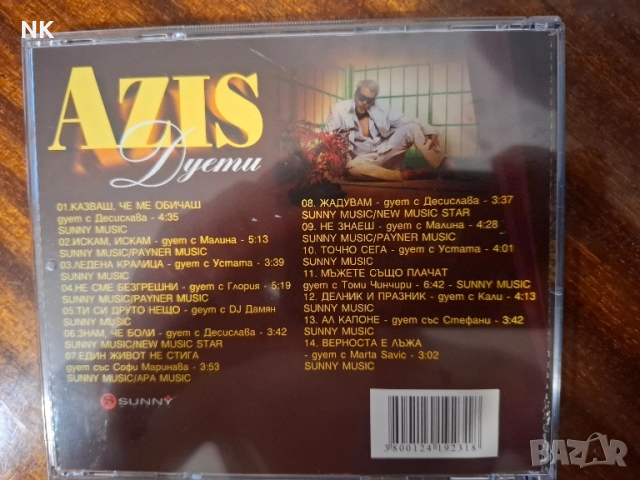 NK
AZIS
Дуети
01.КАЗВАШ, ЧЕ МЕ ОБИЧАШ
дует с Десислава - 4:35
SUNNY MUSIC
02.ИСКАМ, ИСКАМ - дует с Малина - 5:13
SUNNY MUSIC/PAYNER MUSIC
03.ЛЕДЕНА КРАЛИЦА - дует с Устата - 3:39
SUNNY MUSIC
04.НЕ СМЕ БЕЗГРЕШНИ - дует с Глория - 5:19
SUNNY MUSIC/PAYNER MUSIC
05.ТИ СИ ДРУТО НЕЩО - деут с DJ Дамян
SUNNY MUSIC
06.ЗНАМ, ЧЕ БОЛИ - дует с Десислава - 3:42
SUNNY MUSIC/NEW MUSIC STAR
07.ЕДИН ЖИВОТ НЕ СТИГА
дует със Софи Маринава - 3:53
SUNNY MUSIC/APA MUSIC
SUNNY
08. ЖАДУВАМ - дует с Десислава - 3:37
SUNNY MUSIC/NEW MUSIC STAR
09. НЕ ЗНАЕШ - дует с Малина - 4:28
SUNNY MUSIC/PAYNER MUSIC
10. ТОЧНО СЕГА - дует с Устата - 4:01
SUNNY MUSIC
11. МЪЖЕТЕ СЪЩО ПЛАЧАТ
дует с Томи Чинчири - 6:42 - SUNNY MUSIC
12. ДЕЛНИК И ПРАЗНИК - дует с Кали - 4:13
SUNNY MUSIC
13. АЛ КАПОНЕ - дует със Стефани - 3:42
SUNNY MUSIC
14. ВЕРНОСТА Е ЛЪЖА
- дует с Marta Savic - 3:02
SUNNY MUSIC
3800124192318
BAZAR